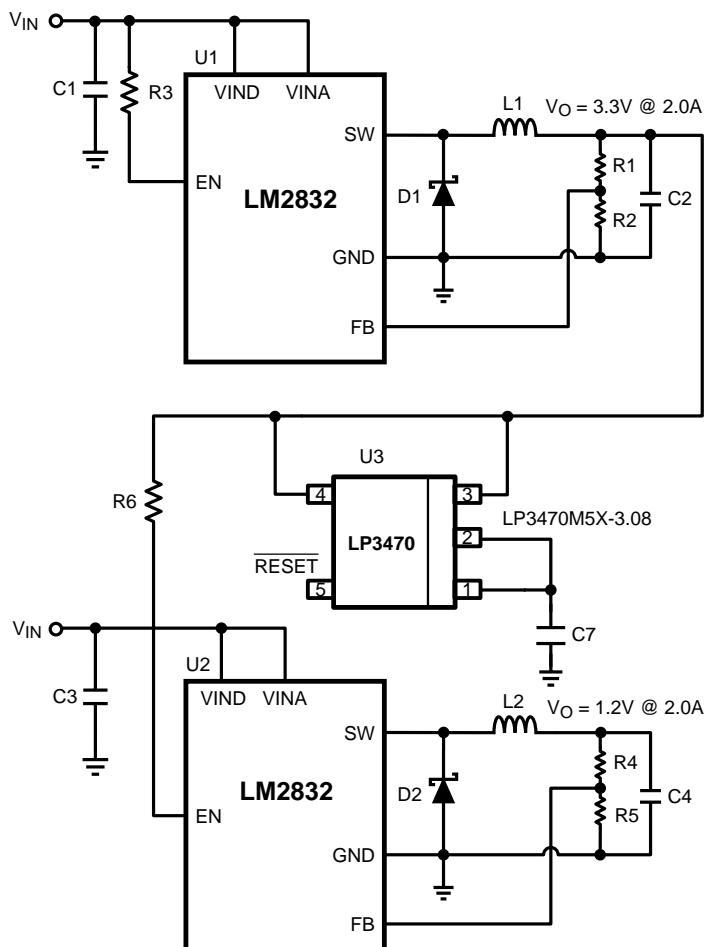 VIN
U1
C1
R3
VIND
VINA
L1
VO = 3.3V @ 2.0A
SW
R1
EN
LM2832
D1
C2
R2
GND
FB
U3
R6
4
3
LP3470M5X-3.08
LP3470
2
RESET
5
1
VIN
C7
U2
C3
VIND
VINA
L2
VO = 1.2V @ 2.0A
SW
R4
LM2832
D2
C4
EN
R5
GND
FB